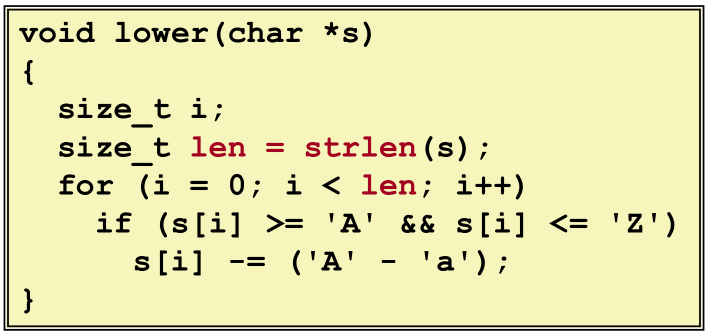 void lower(char *s)
{
  size_t i;
  size_t len = strlen(s);
  for (i = 0; i < len; i++)
    if (s[i] >= 'A' && s[i] <= 'Z')
      s[i] -= ('A' - 'a');
}